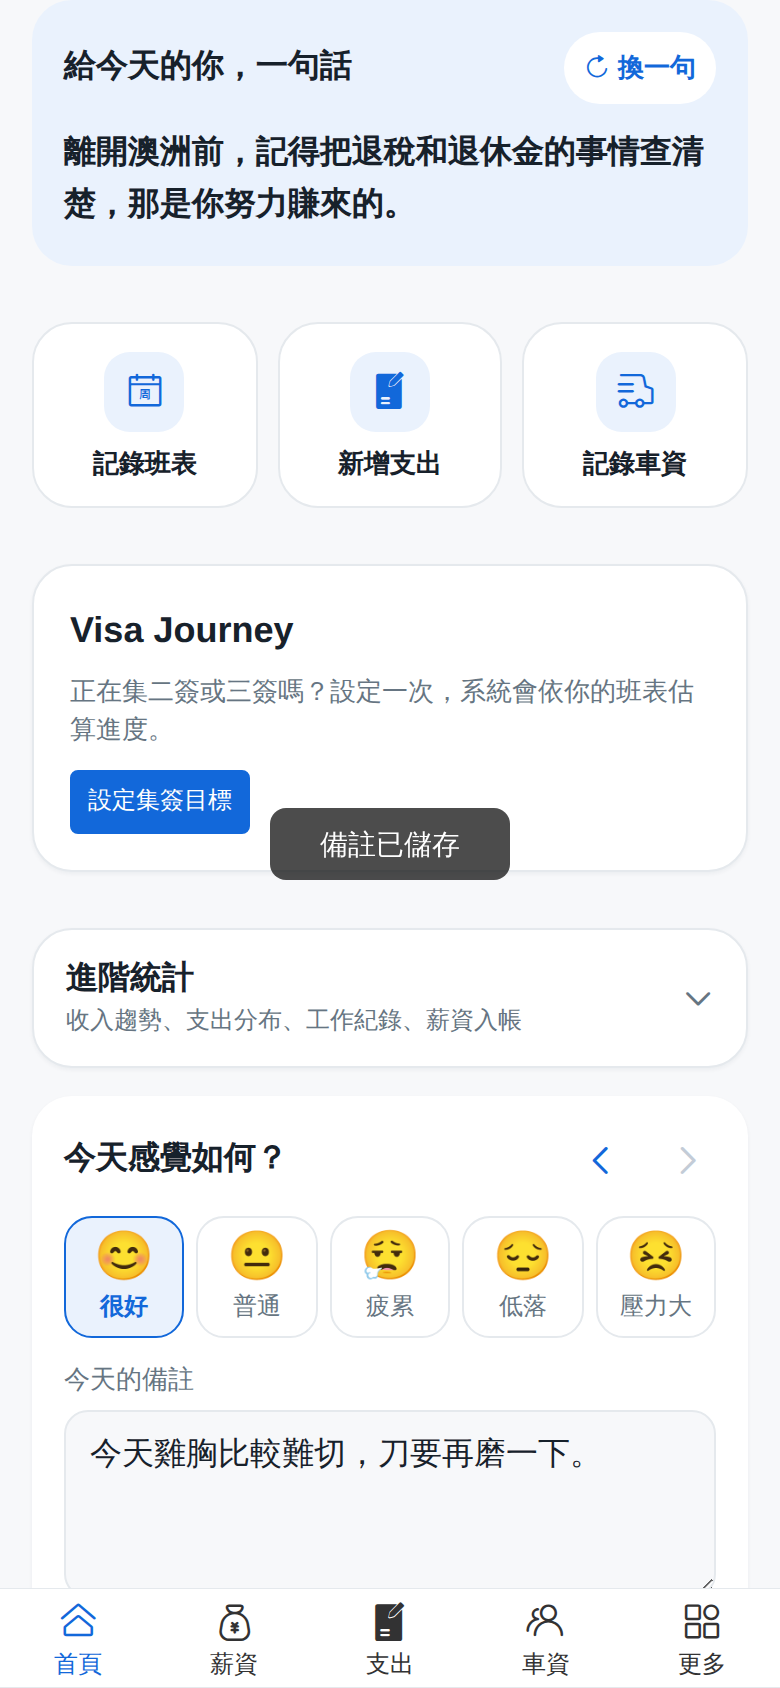 給今天的你，一句話
換一句
離開澳洲前，記得把退稅和退休金的事情查清
楚，那是你努力賺來的。
周
記錄班表
新增支出
記錄車資
Visa Journey
正在集二簽或三簽嗎？設定一次，系統會依你的班表估
算進度。
設定集簽目標
備註已儲存
進階統計
收入趨勢、支出分布、工作紀錄、薪資入帳
今天感覺如何？
很好
普通
疲累
低落
壓力大
今天的備註
今天雞胸比較難切，刀要再磨一下。
¥
首頁
薪資
支出
車資
更多